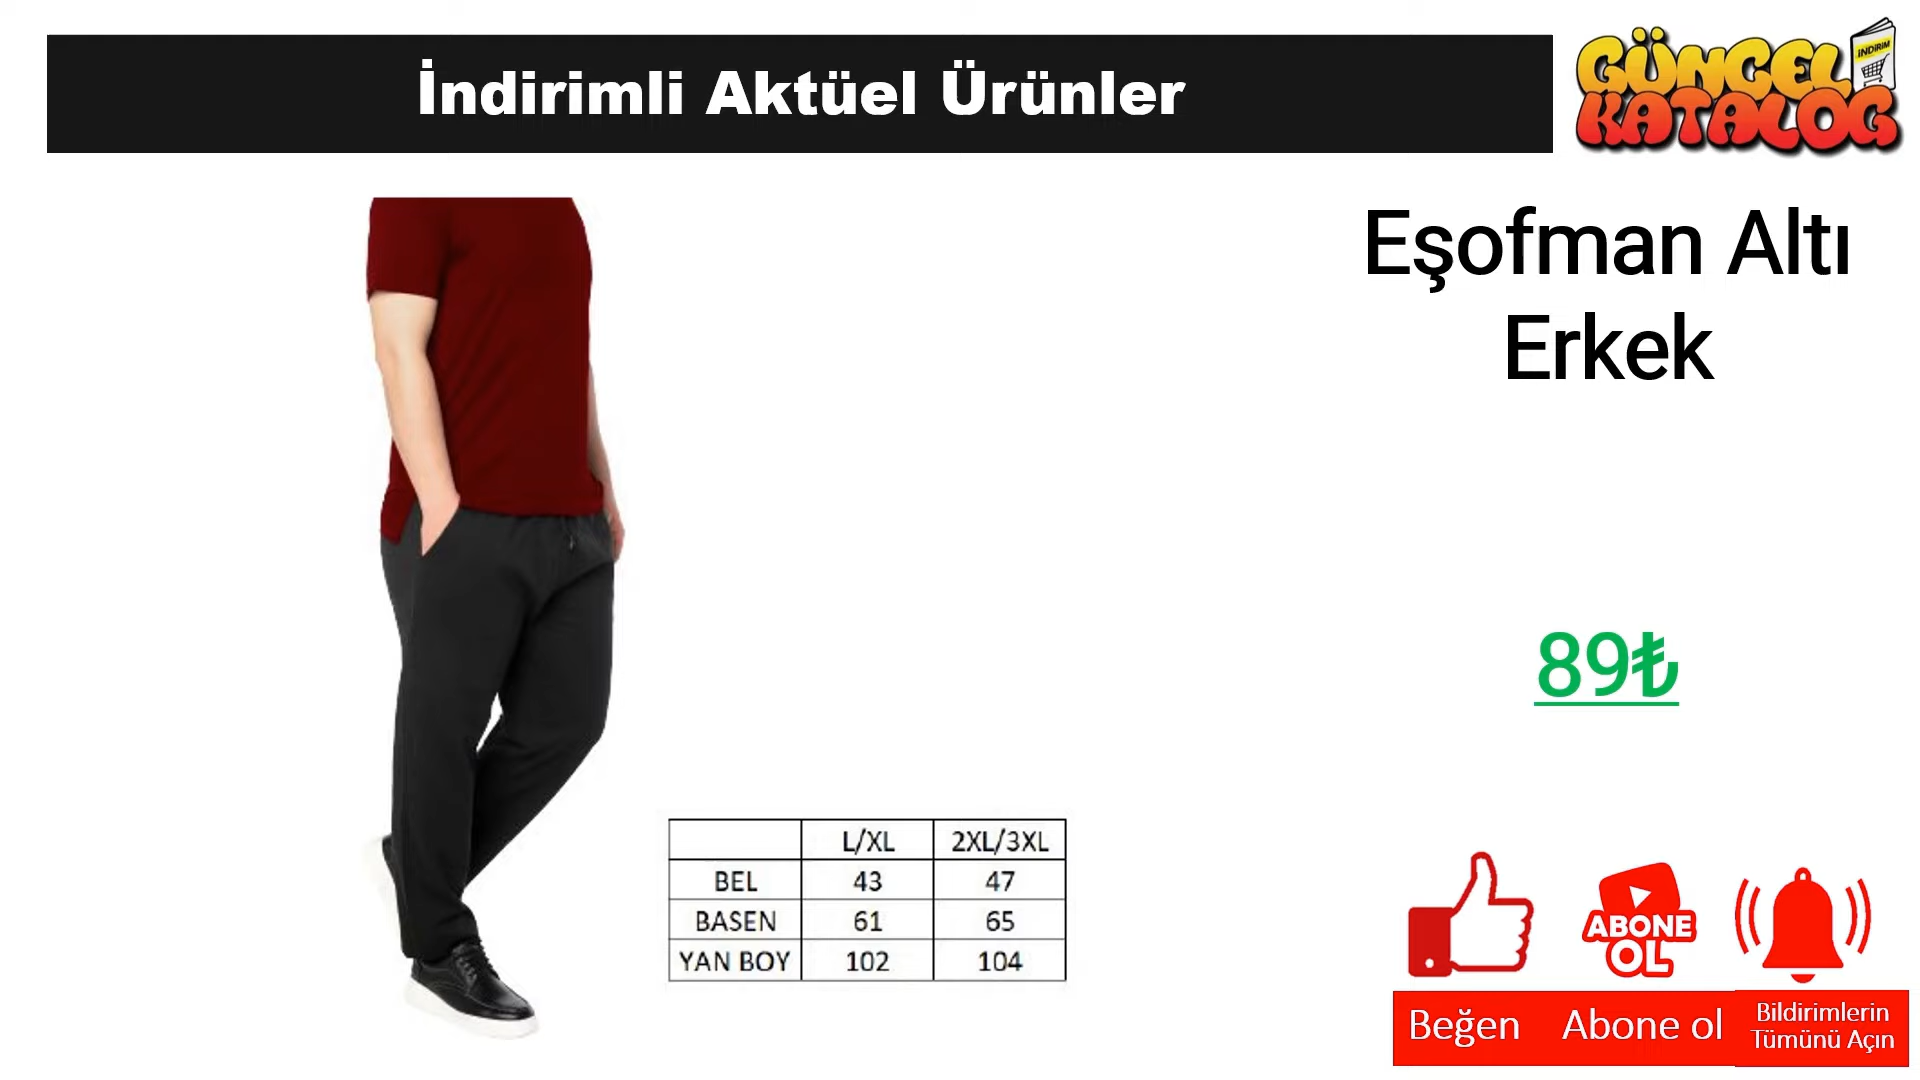 İndirimli Aktüel Ürünler
GÜNCEL
KATALOG
İNDİRİM
Eşofman Altı
Erkek
89₺
L/XL 2XL/3XL
BEL 43 47
BASEN 61 65
YAN BOY 102 104
ABONE
OL
Beğen
Abone ol
Bildirimlerin
Tümünü Açın